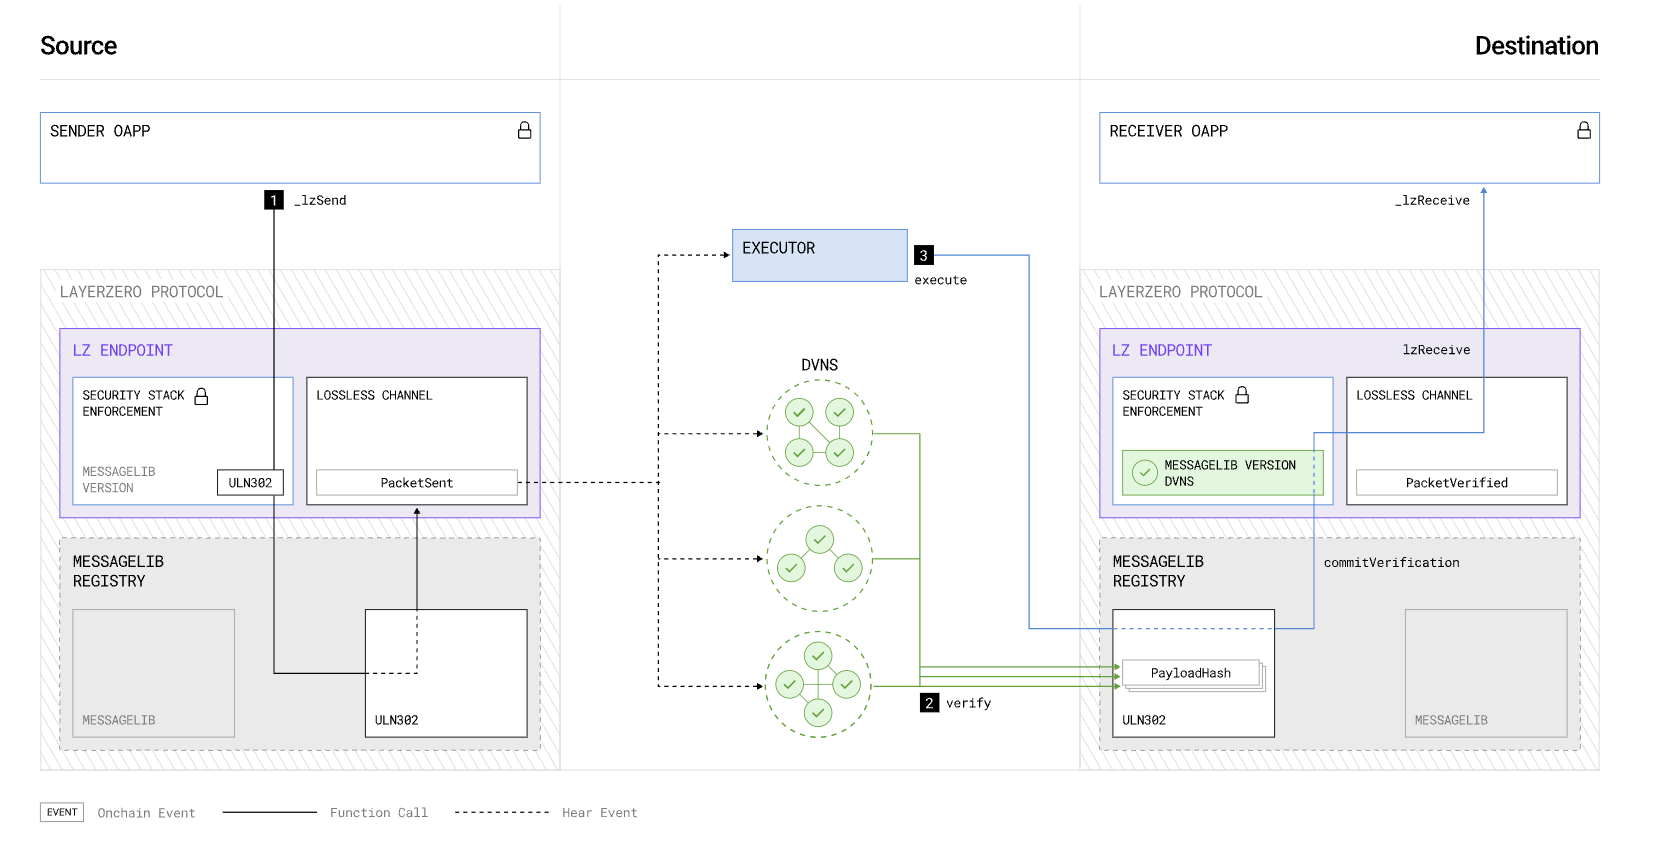 Source
Destination
SENDER OAPP
RECEIVER OAPP
1 _lzSend
_lzReceive
EXECUTOR
3
execute
LAYERZERO PROTOCOL
LAYERZERO PROTOCOL
LZ ENDPOINT
LZ ENDPOINT
lzReceive
DVNS
SECURITY STACK
ENFORCEMENT
LOSSLESS CHANNEL
SECURITY STACK
ENFORCEMENT
LOSSLESS CHANNEL
MESSAGELIB
VERSION
ULN302
PacketSent
MESSAGELIB VERSION
DVNS
PacketVerified
MESSAGELIB
REGISTRY
MESSAGELIB
REGISTRY
commitVerification
PayloadHash
2 verify
MESSAGELIB
ULN302
ULN302
MESSAGELIB
EVENT Onchain Event
Function Call
Hear Event